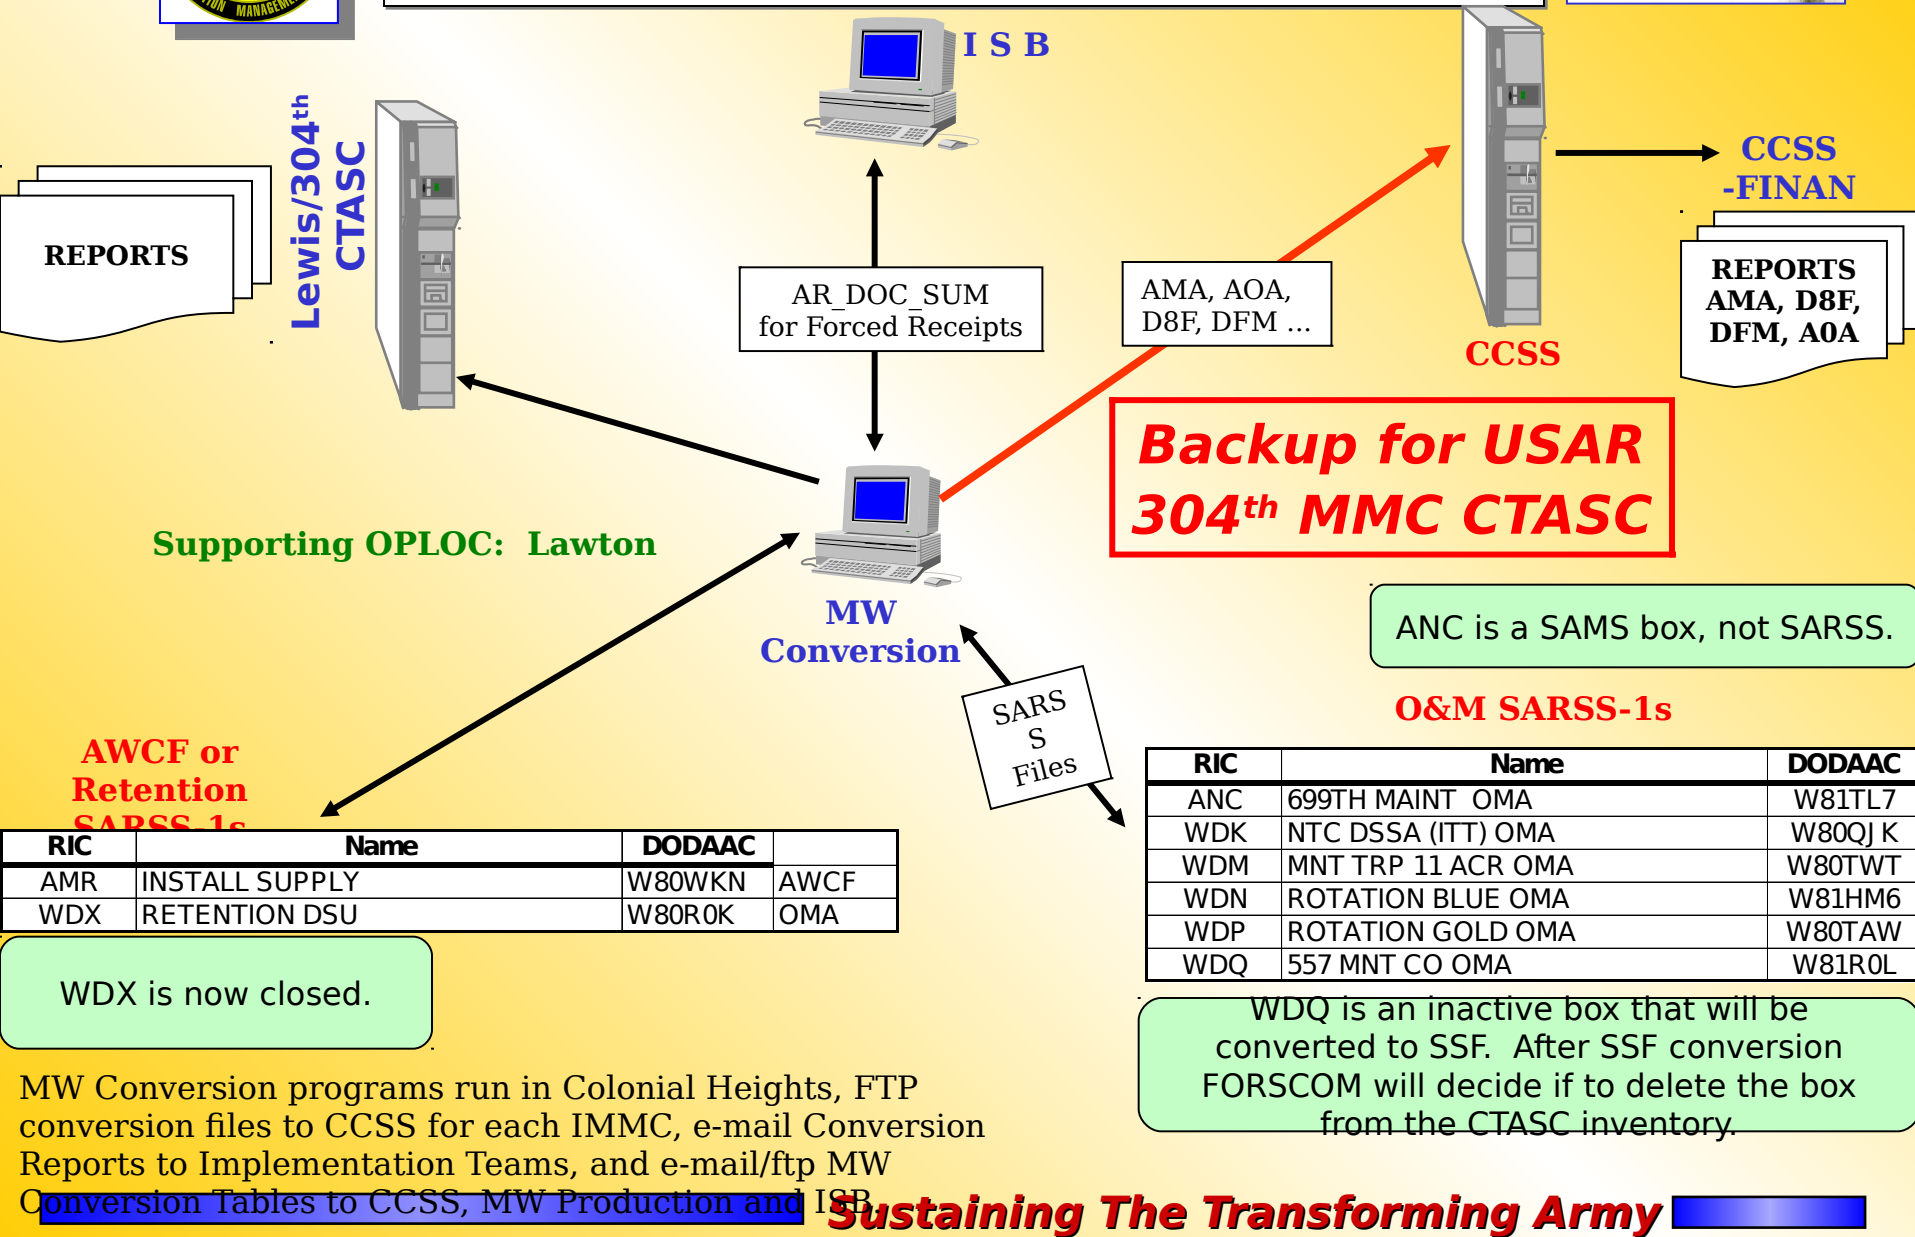 TION MANAGEME
I S B
Lewis/304th
CTASC
CCSS
-FINAN
REPORTS
REPORTS
AMA, D8F,
DFM, A0A
AR_DOC_SUM
for Forced Receipts
AMA, AOA,
D8F, DFM ...
CCSS
Backup for USAR
304th MMC CTASC
Supporting OPLOC:  Lawton
MW
Conversion
ANC is a SAMS box, not SARSS.
SARS
S
Files
O&M SARSS-1s
AWCF or
Retention
SARSS-1s
RIC Name DODAAC
ANC 699TH MAINT  OMA W81TL7
WDK NTC DSSA (ITT) OMA W80QJK
WDM MNT TRP 11 ACR OMA W80TWT
WDN ROTATION BLUE OMA W81HM6
WDP ROTATION GOLD OMA W80TAW
WDQ 557 MNT CO OMA W81R0L
RIC Name DODAAC
AMR INSTALL SUPPLY W80WKN AWCF
WDX RETENTION DSU W80R0K OMA
WDX is now closed.
WDQ is an inactive box that will be
converted to SSF.  After SSF conversion
FORSCOM will decide if to delete the box
from the CTASC inventory.
MW Conversion programs run in Colonial Heights, FTP
conversion files to CCSS for each IMMC, e-mail Conversion
Reports to Implementation Teams, and e-mail/ftp MW
Conversion Tables to CCSS, MW Production and ISB.
Sustaining The Transforming Army